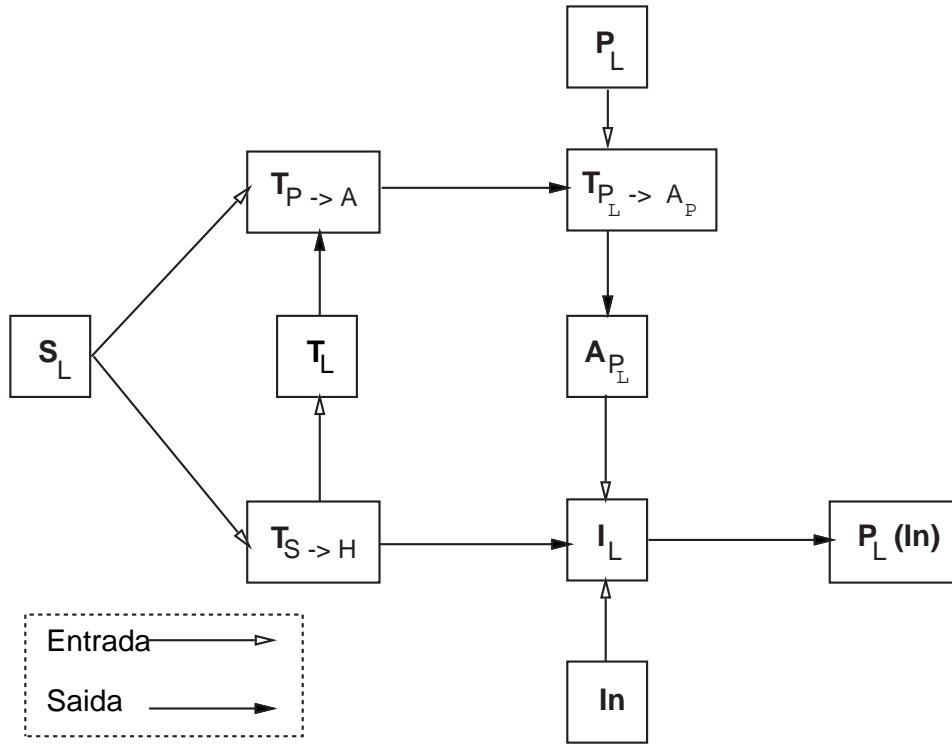 P_L
T_P -> A
T_P_L -> A_P
S_L
T_L
A_P_L
T_S -> H
I_L
P_L (In)
Entrada
Saida
In